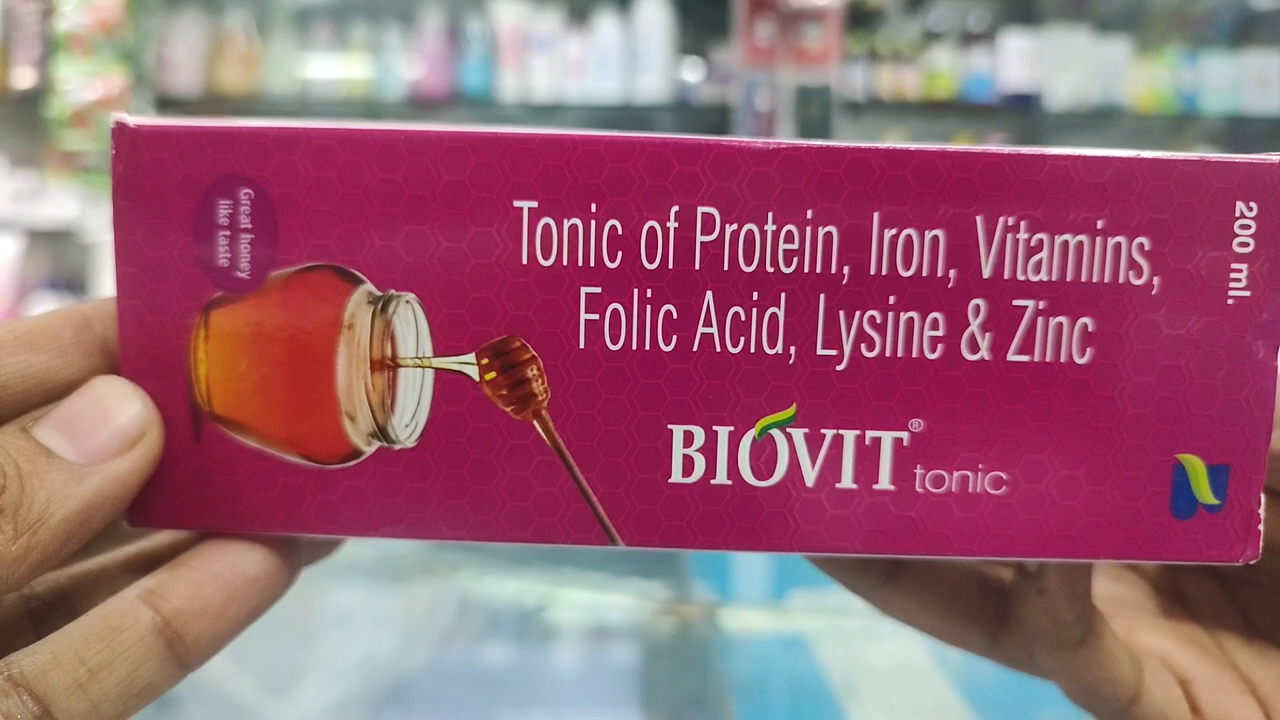 Great honey
like taste
Tonic of Protein, Iron, Vitamins,
Folic Acid, Lysine & Zinc
200 ml.
BIOVIT® tonic